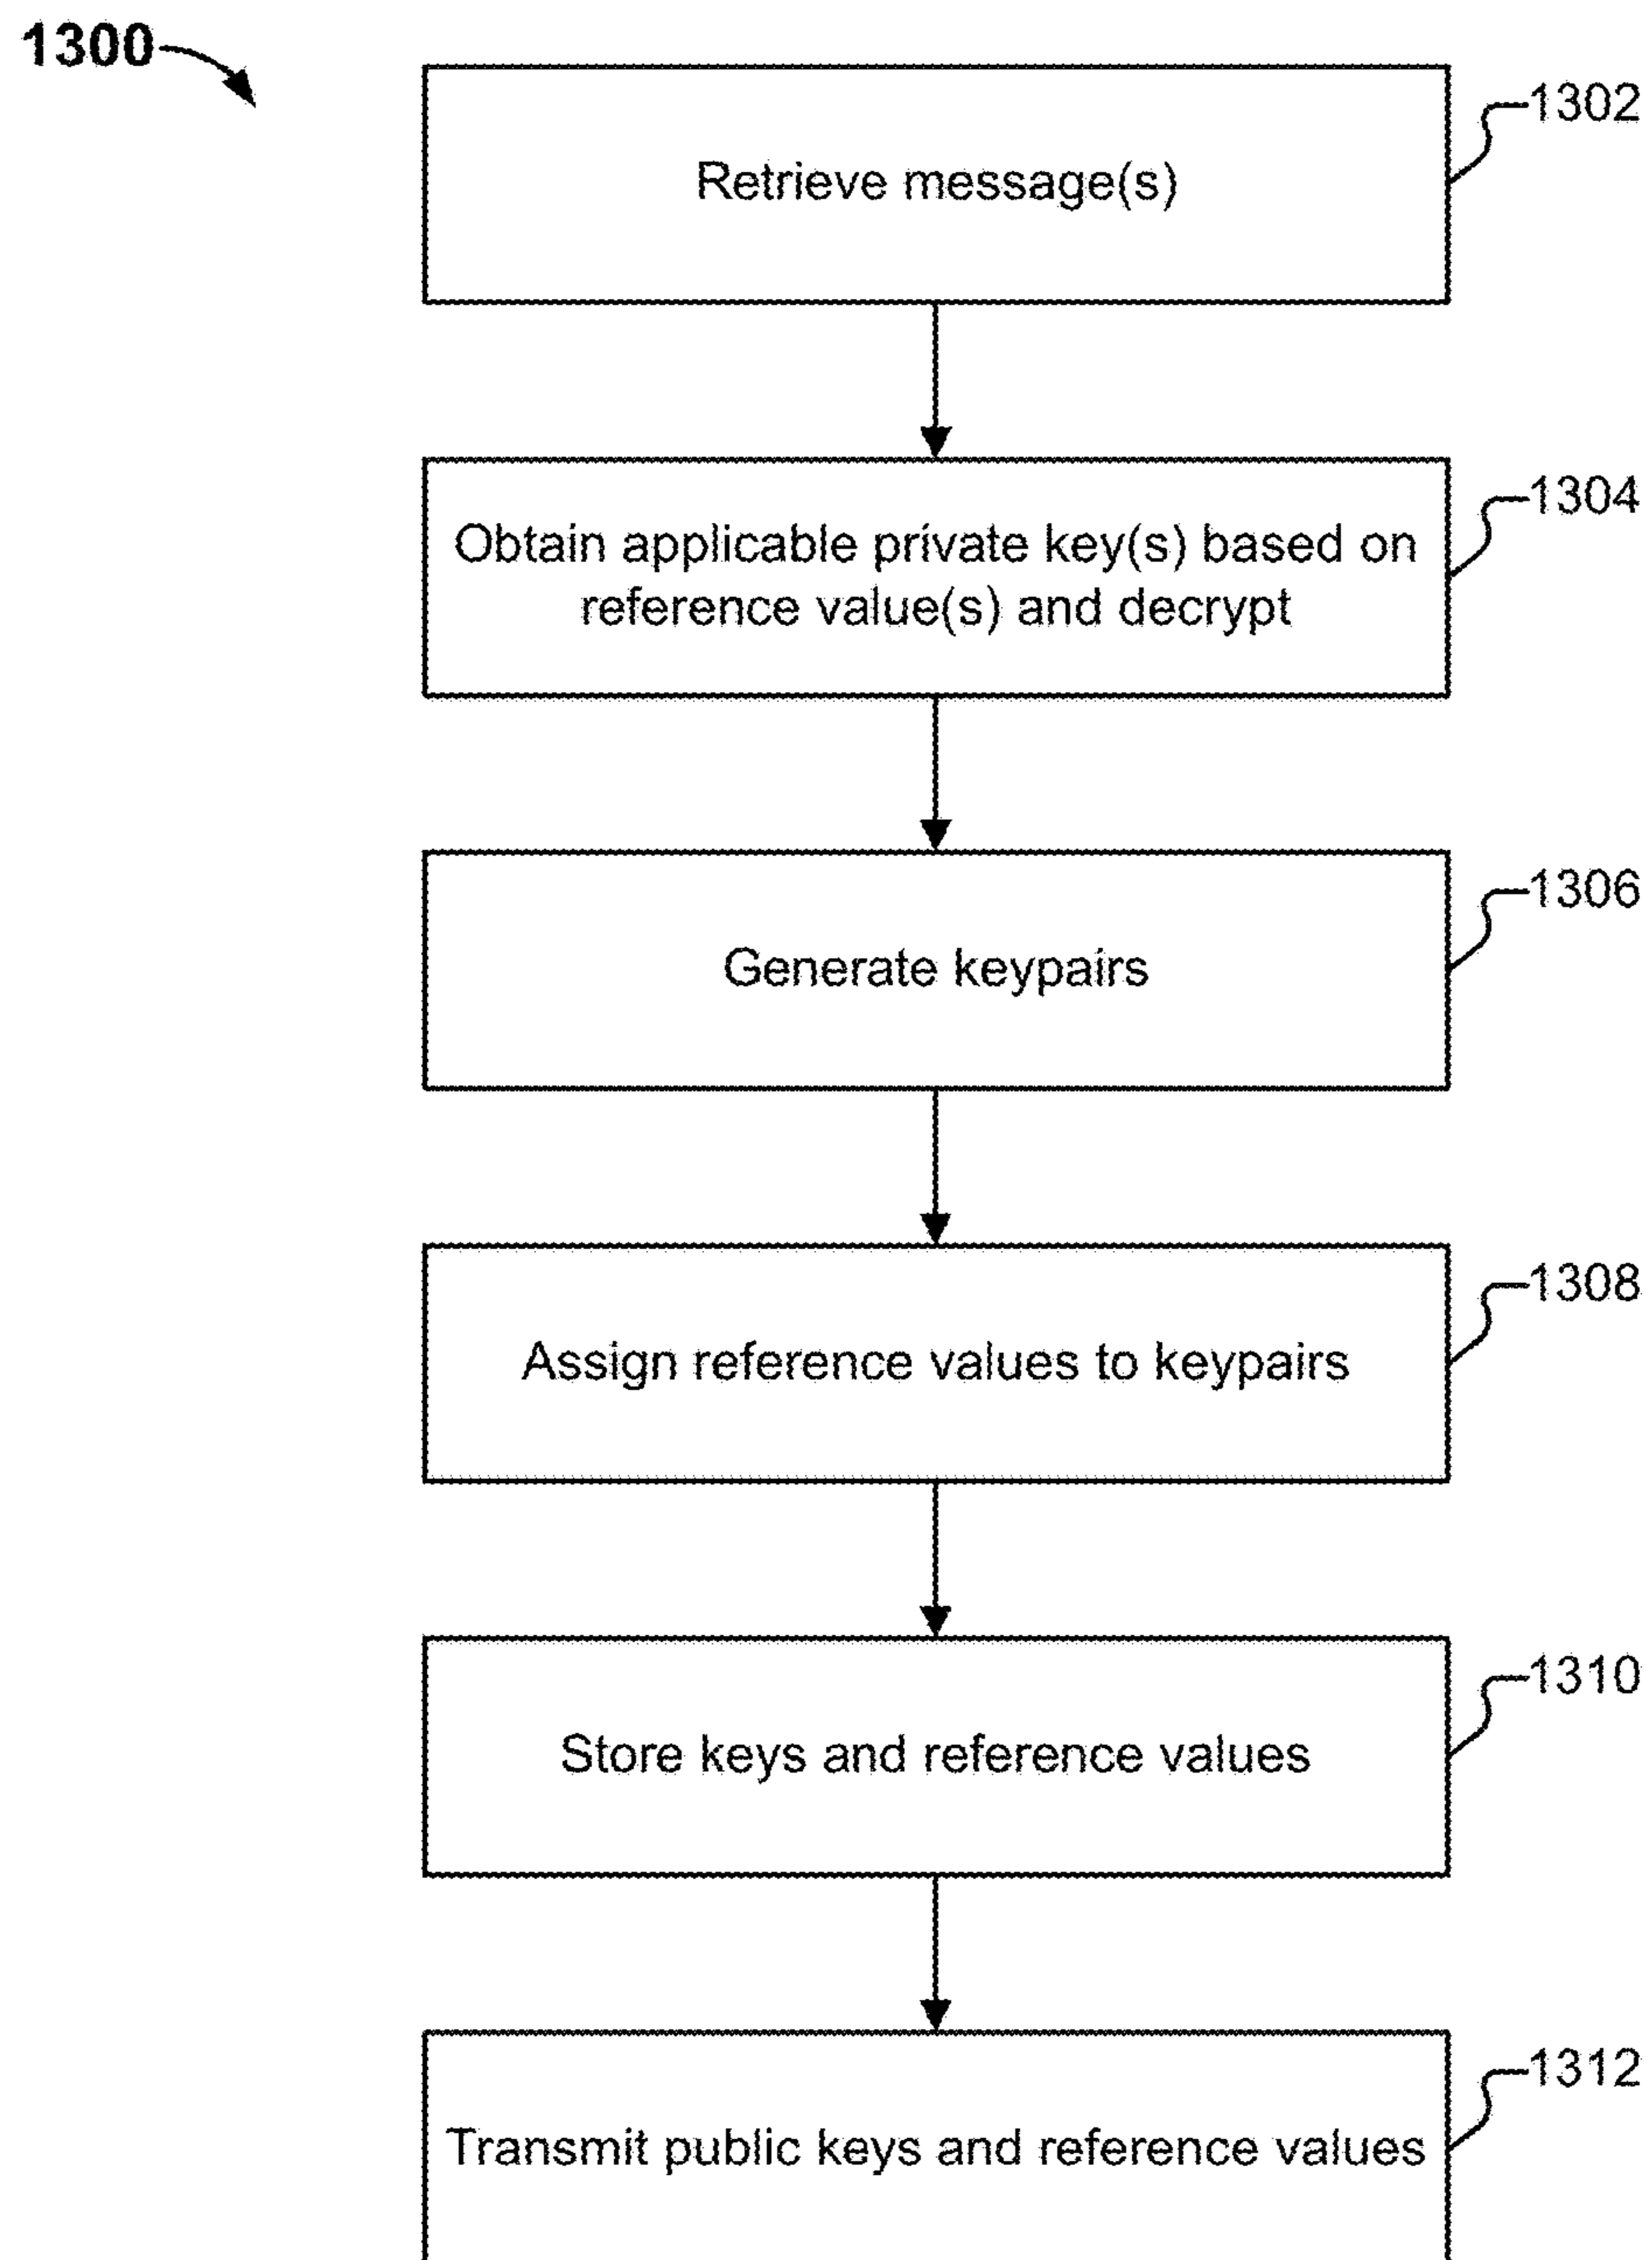 1300
1302
Retrieve message(s)
1304
Obtain applicable private key(s) based on
reference value(s) and decrypt
1306
Generate keypairs
1308
Assign reference values to keypairs
1310
Store keys and reference values
1312
Transmit public keys and reference values